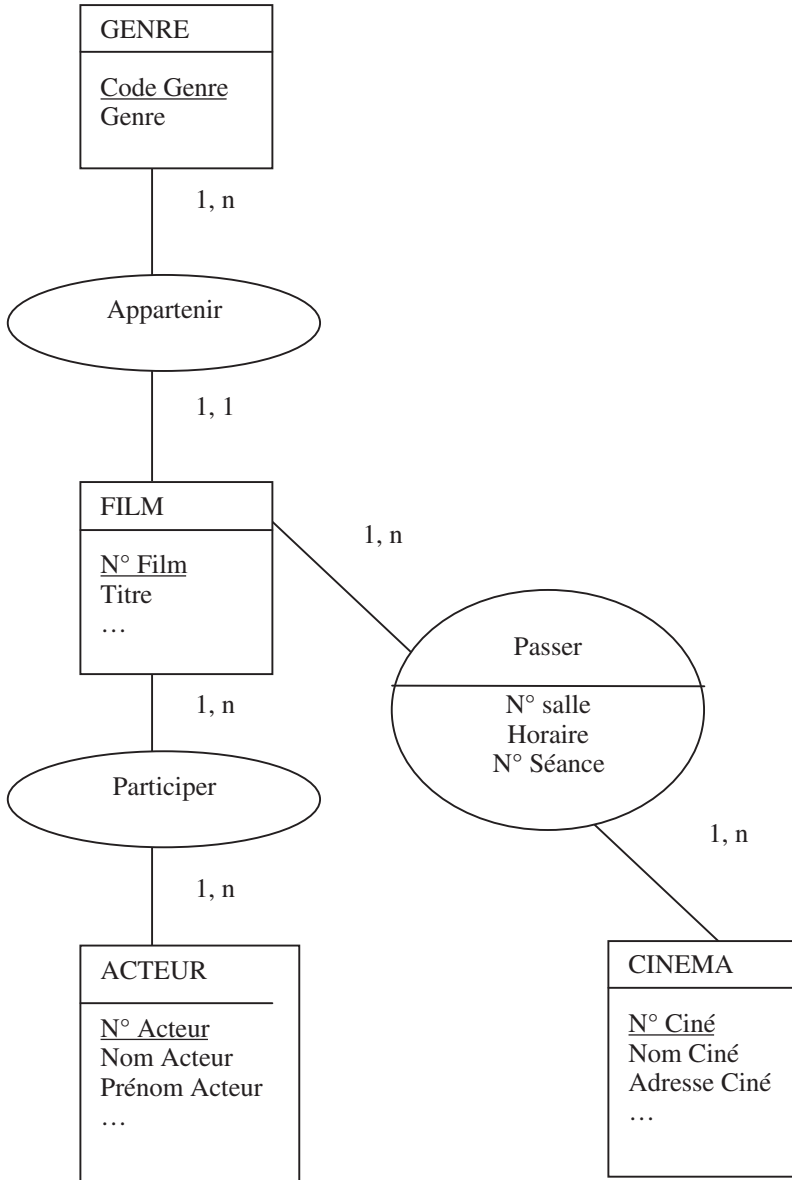 GENRE
Code Genre
Genre
1, n
Appartenir
1, 1
FILM
N° Film
Titre
…
1, n
Passer
N° salle
Horaire
N° Séance
1, n
Participer
1, n
1, n
ACTEUR
N° Acteur
Nom Acteur
Prénom Acteur
…
CINEMA
N° Ciné
Nom Ciné
Adresse Ciné
…